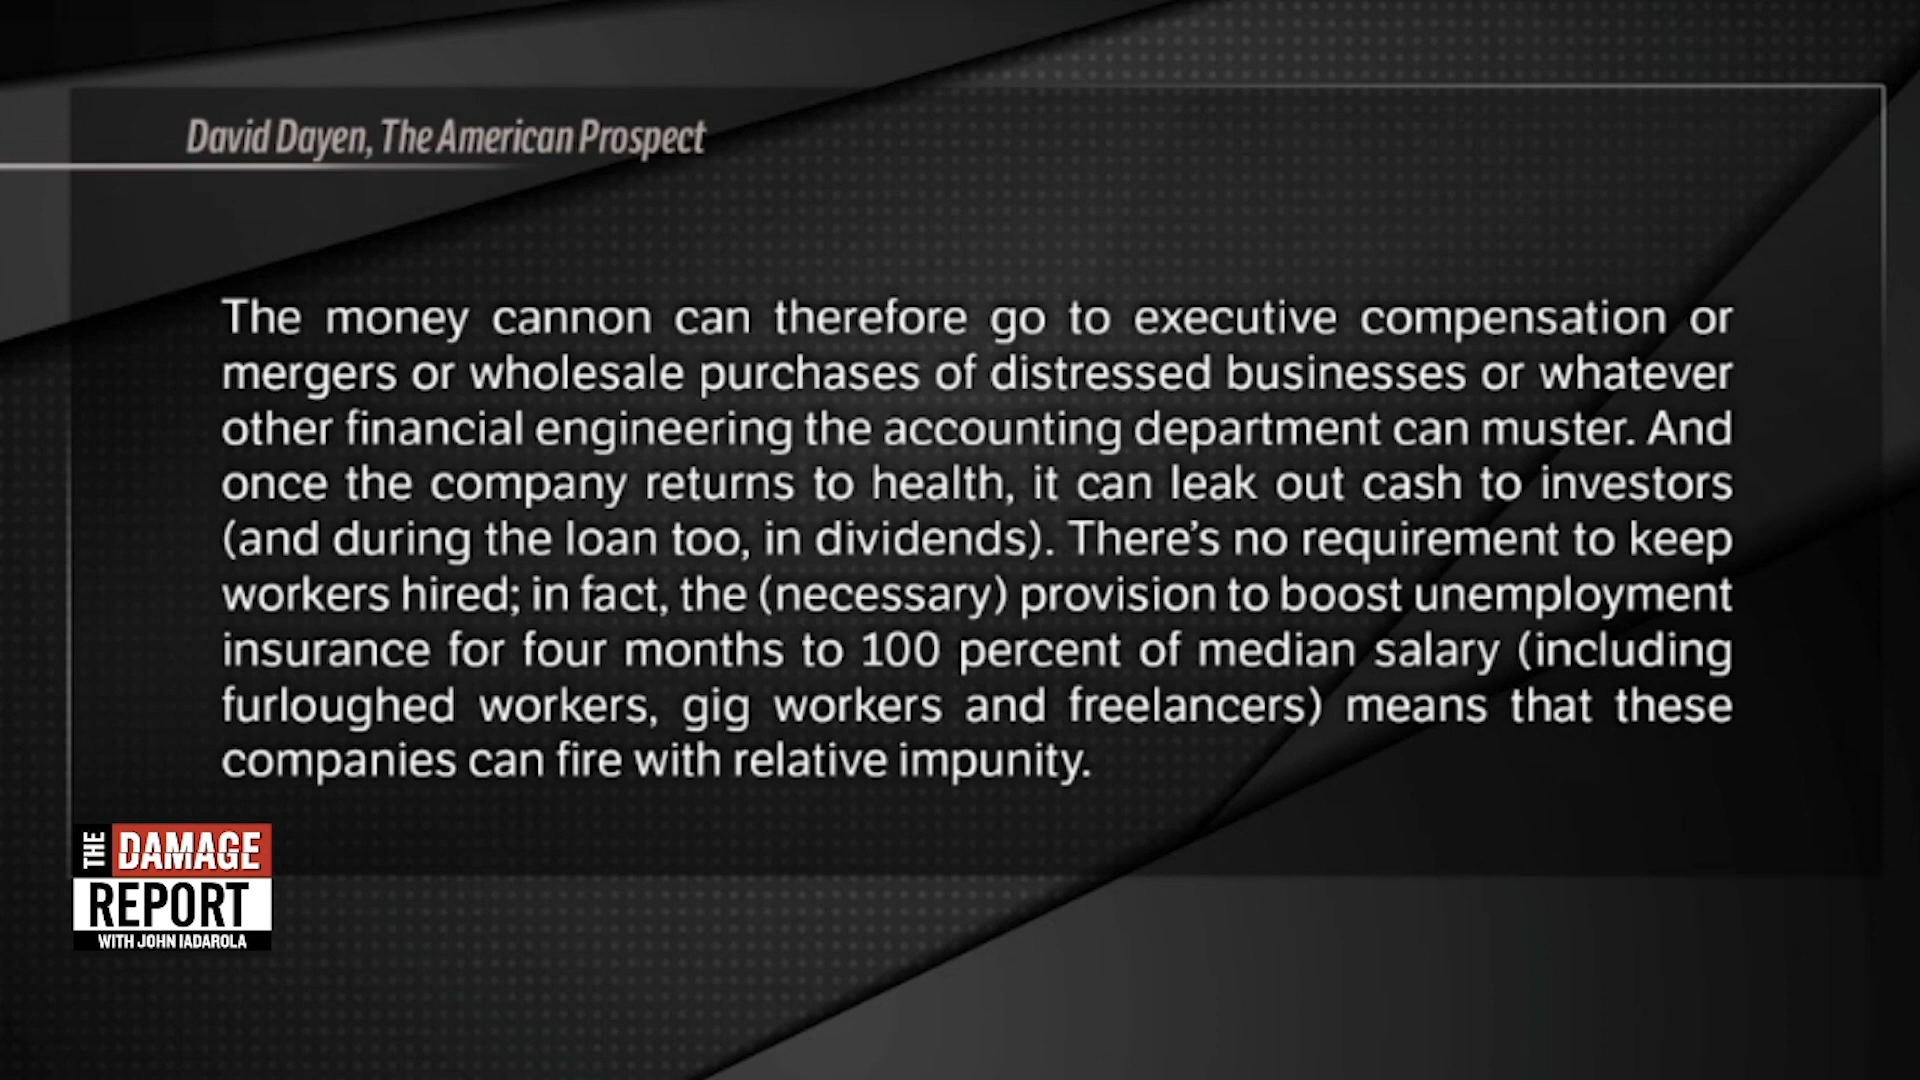 David Dayen, The American Prospect
The money cannon can therefore go to executive compensation or
mergers or wholesale purchases of distressed businesses or whatever
other financial engineering the accounting department can muster. And
once the company returns to health, it can leak out cash to investors
(and during the loan too, in dividends). There's no requirement to keep
workers hired; in fact, the (necessary) provision to boost unemployment
insurance for four months to 100 percent of median salary (including
furloughed workers, gig workers and freelancers) means that these
companies can fire with relative impunity.
THE DAMAGE
REPORT
WITH JOHN IADAROLA